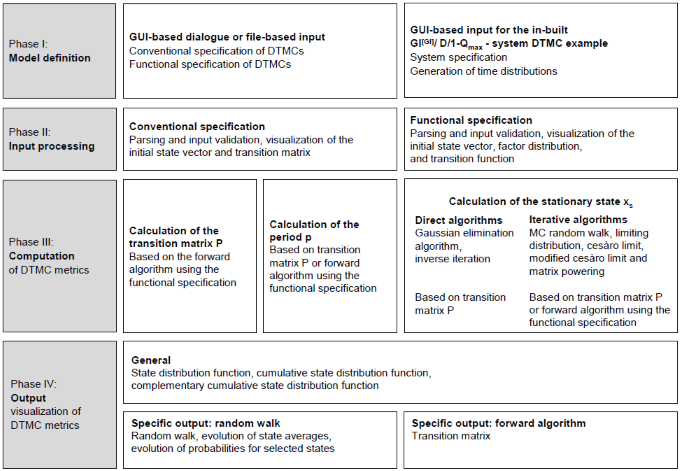 Phase I:
Model definition
GUI-based dialogue or file-based input
Conventional specification of DTMCs
Functional specification of DTMCs
GUI-based input for the in-built
GI[GI]/ D/1-Qmax - system DTMC example
System specification
Generation of time distributions
Phase II:
Input processing
Conventional specification
Parsing and input validation, visualization of the
initial state vector and transition matrix
Functional specification
Parsing and input validation, visualization of the
initial state vector, factor distribution,
and transition function
Phase III:
Computation
of DTMC metrics
Calculation of the
transition matrix P
Based on the forward
algorithm using the
functional specification
Calculation of the
period p
Based on transition
matrix P or forward
algorithm using the
functional specification
Calculation of the stationary state xs
Direct algorithms
Gaussian elimination
algorithm,
inverse iteration
Based on transition
matrix P
Iterative algorithms
MC random walk, limiting
distribution, cesàro limit,
modified cesàro limit and
matrix powering
Based on transition matrix P
or forward algorithm using the
functional specification
Phase IV:
Output
visualization of
DTMC metrics
General
State distribution function, cumulative state distribution function,
complementary cumulative state distribution function
Specific output: random walk
Random walk, evolution of state averages,
evolution of probabilities for selected states
Specific output: forward algorithm
Transition matrix